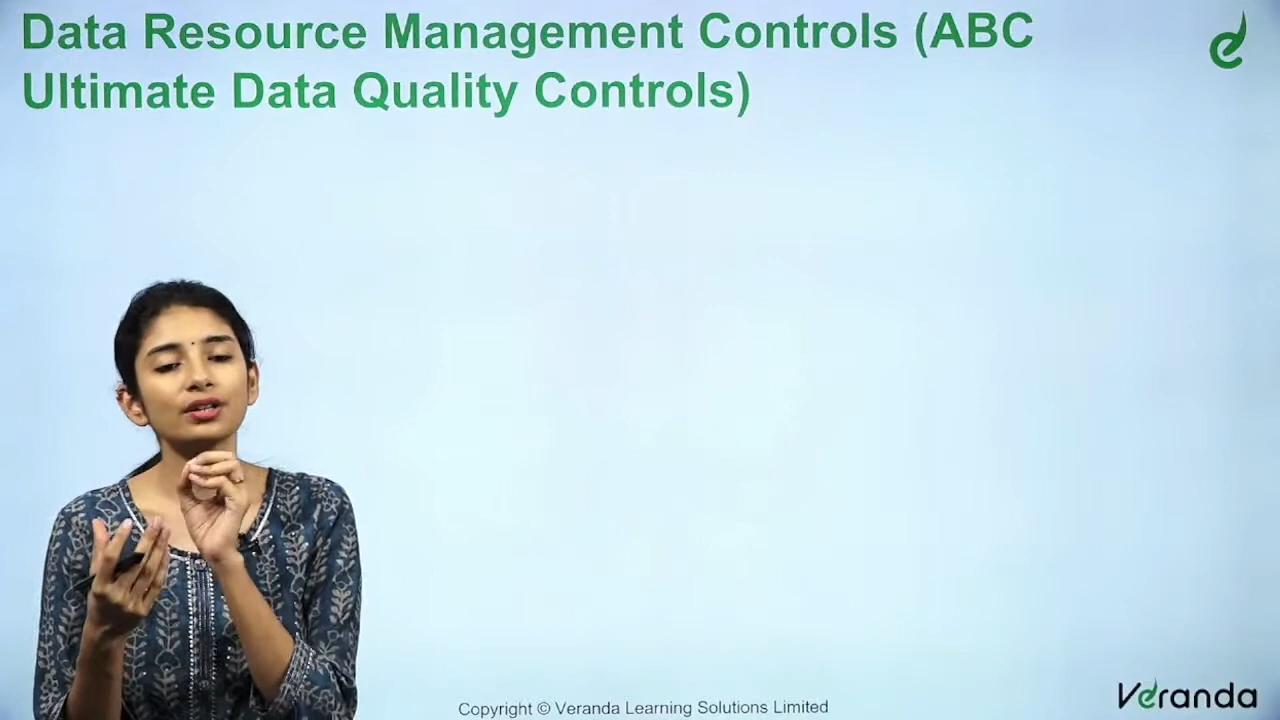 Data Resource Management Controls (ABC
Ultimate Data Quality Controls)
Copyright © Veranda Learning Solutions Limited
Veranda